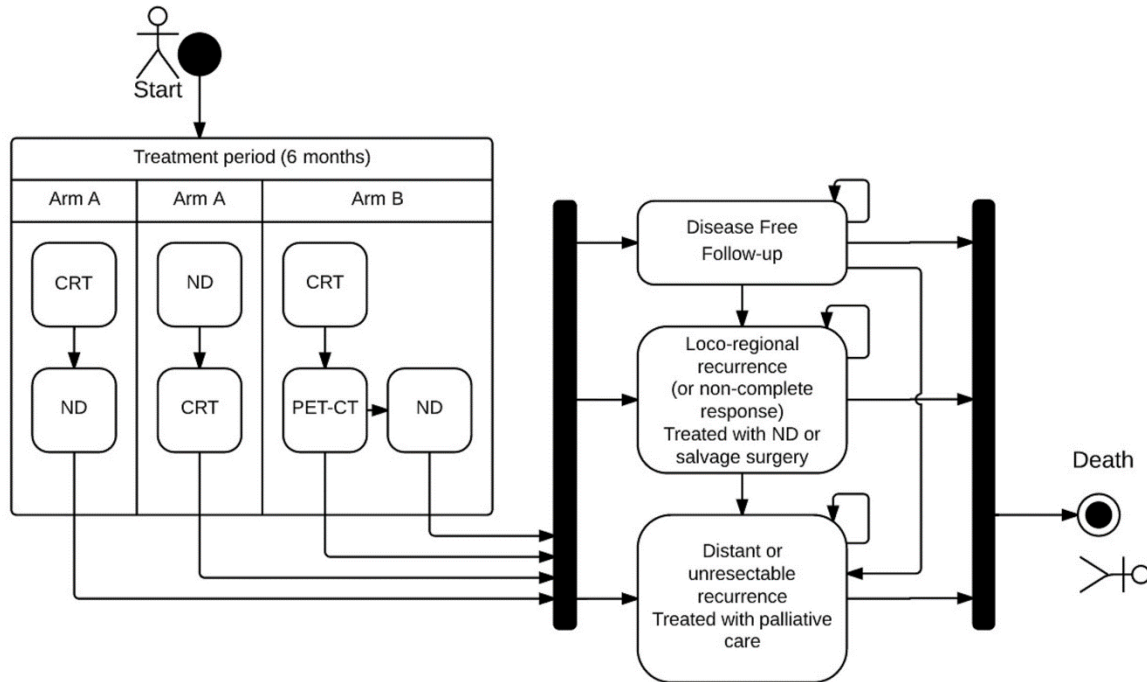 Start
Treatment period (6 months)
Arm A
Arm A
Arm B
CRT
ND
CRT
ND
CRT
PET-CT
ND
Disease Free
Follow-up
Loco-regional
recurrence
(or non-complete
response)
Treated with ND or
salvage surgery
Distant or
unresectable
recurrence
Treated with palliative
care
Death